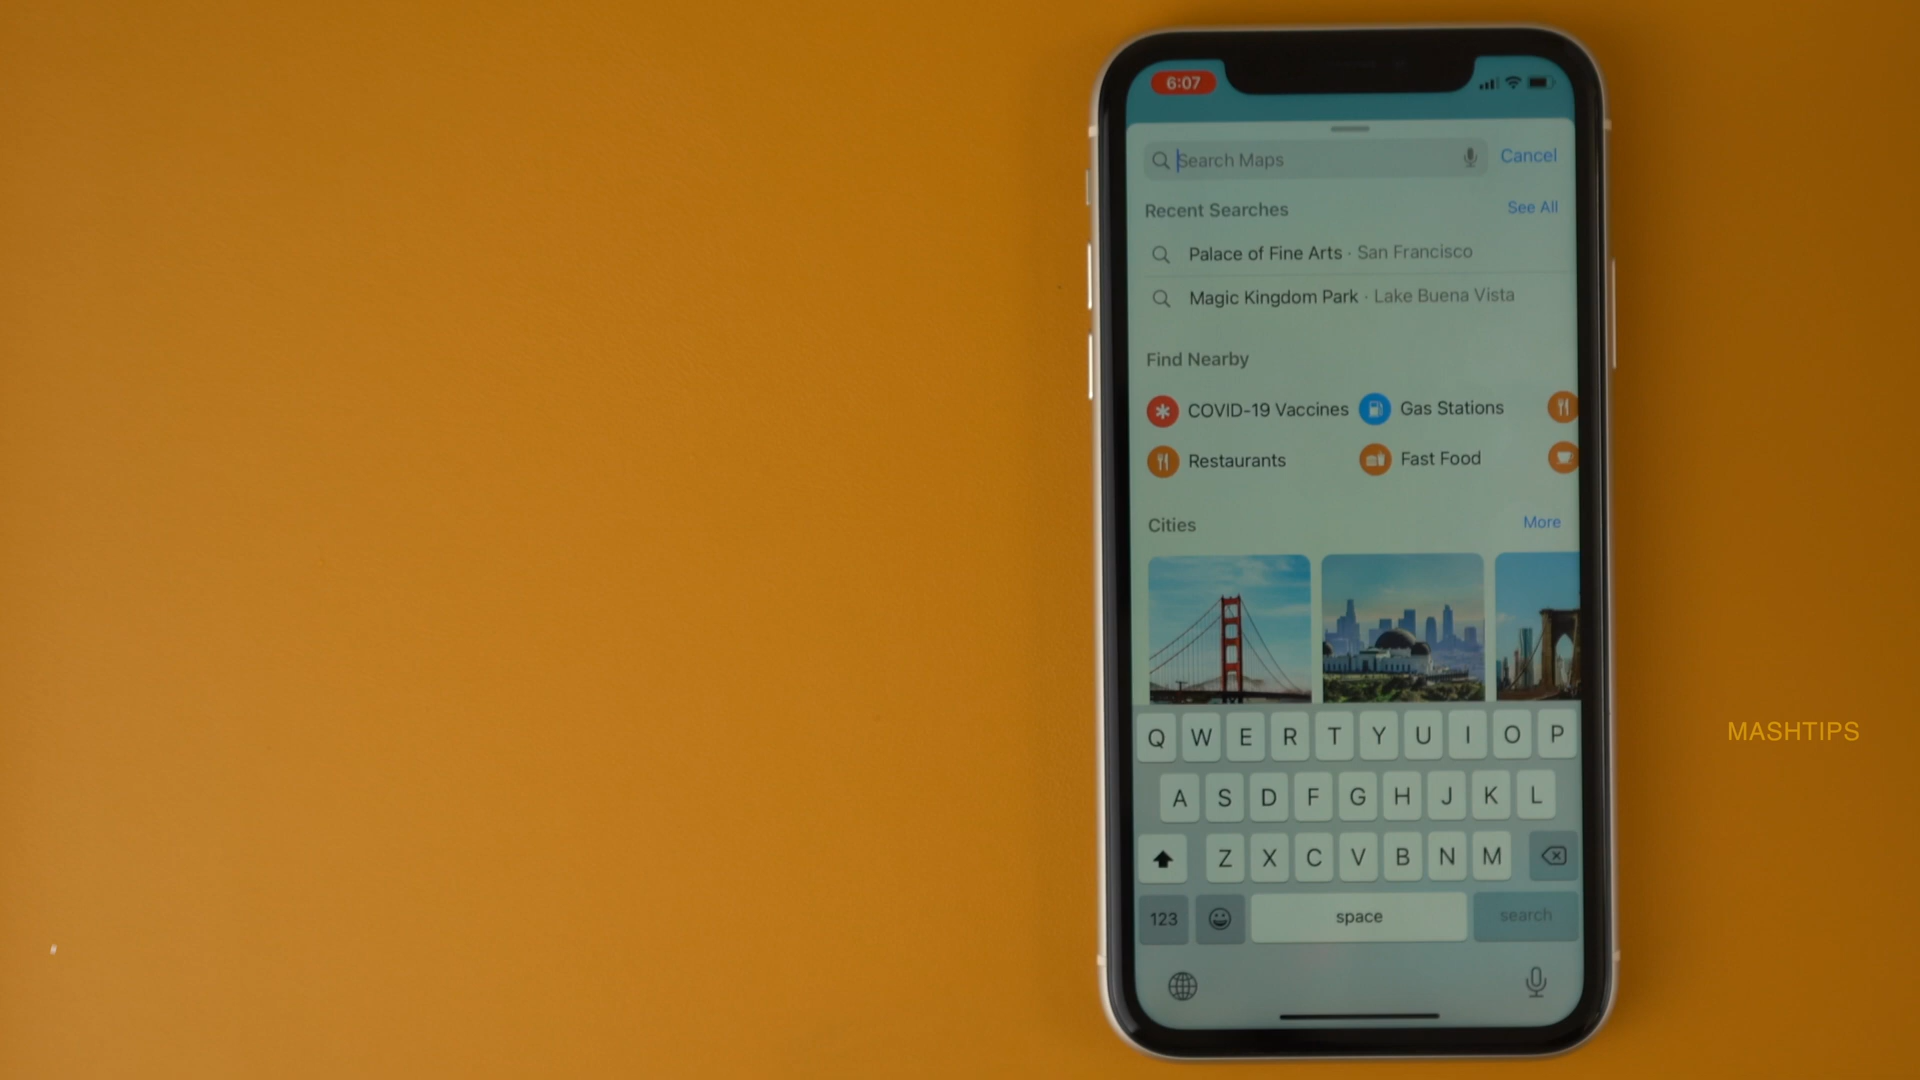 6:07
Search Maps
Cancel
Recent Searches
See All
Palace of Fine Arts · San Francisco
Magic Kingdom Park · Lake Buena Vista
Find Nearby
COVID-19 Vaccines
Gas Stations
Restaurants
Fast Food
Cities
More
Q W E R T Y U I O P
A S D F G H J K L
Z X C V B N M
123
space
search
MASHTIPS